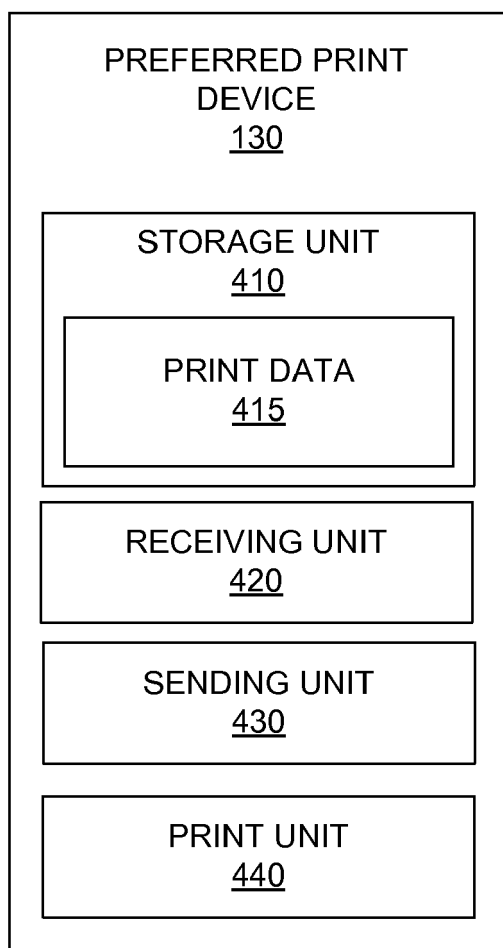 PREFERRED PRINT
DEVICE
130
STORAGE UNIT
410
PRINT DATA
415
RECEIVING UNIT
420
SENDING UNIT
430
PRINT UNIT
440